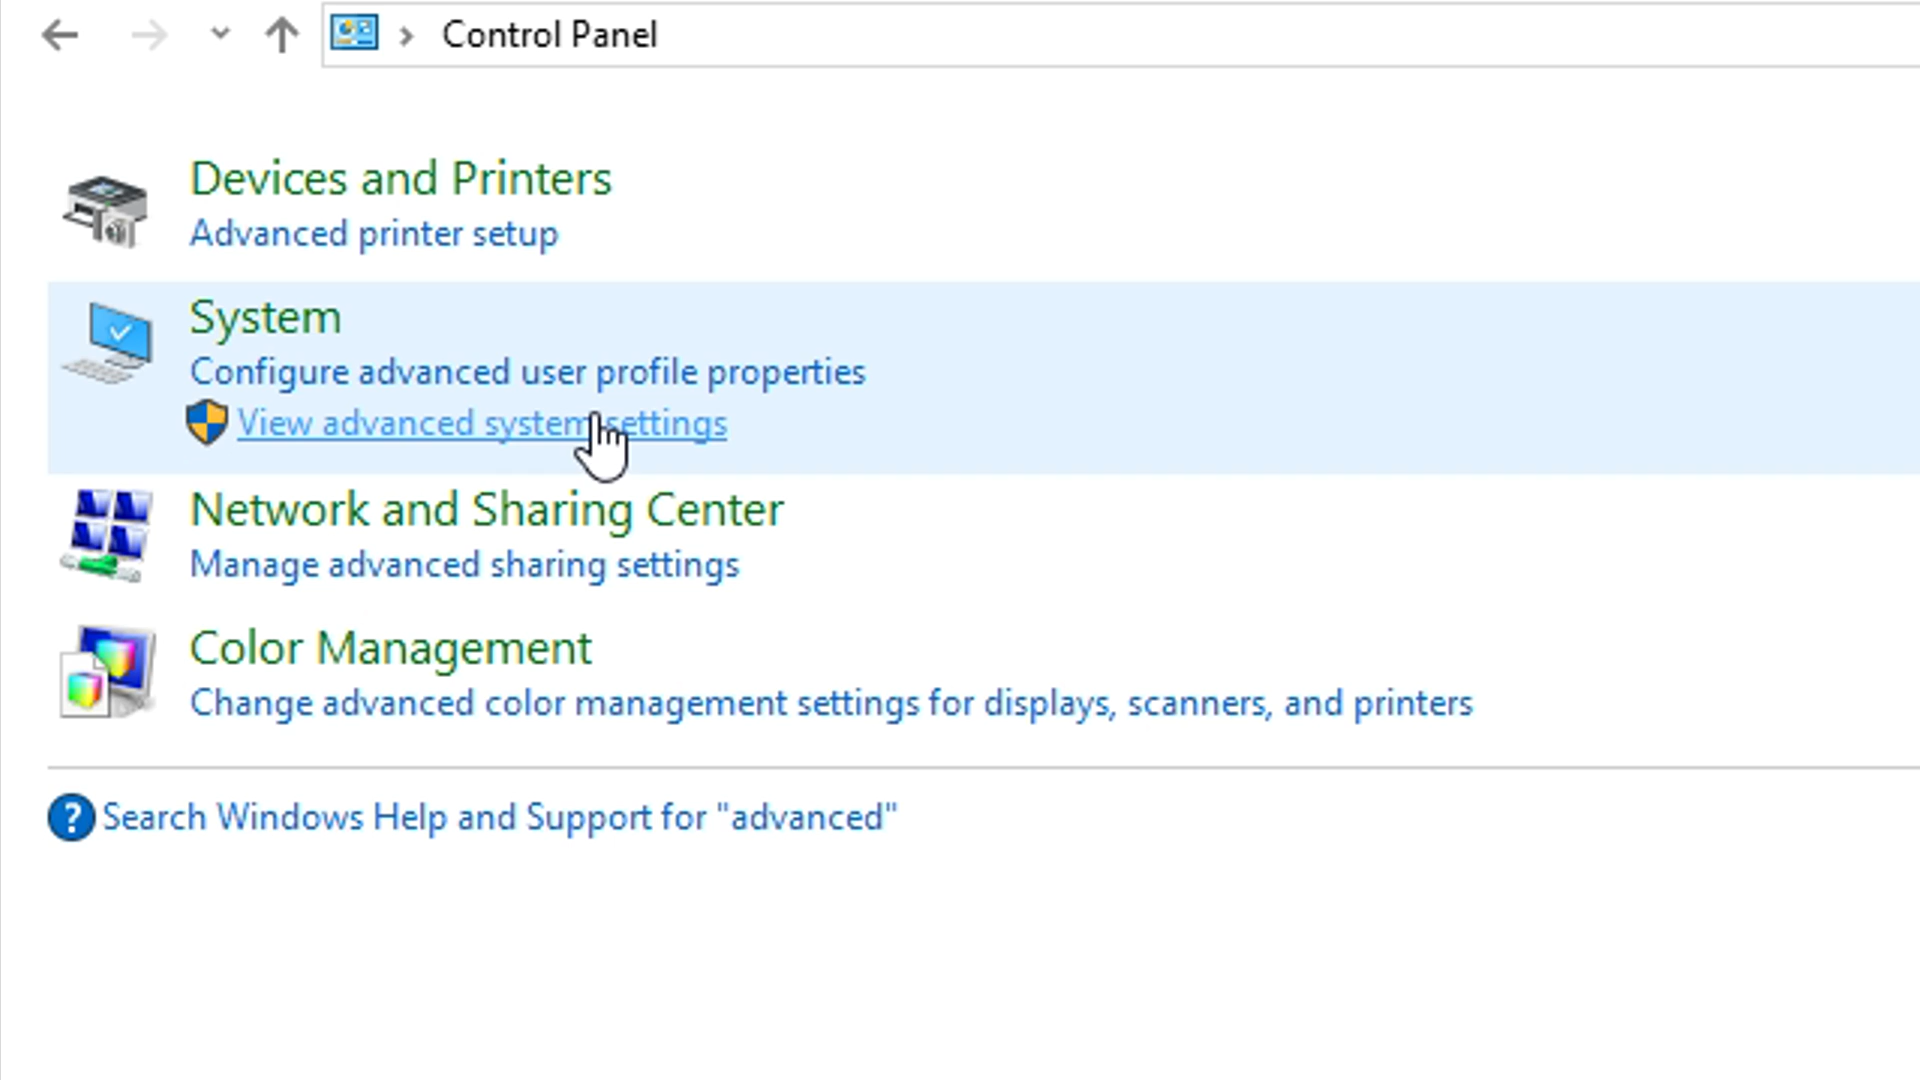 Control Panel
Devices and Printers
Advanced printer setup
System
Configure advanced user profile properties
View advanced system settings
Network and Sharing Center
Manage advanced sharing settings
Color Management
Change advanced color management settings for displays, scanners, and printers
Search Windows Help and Support for "advanced"